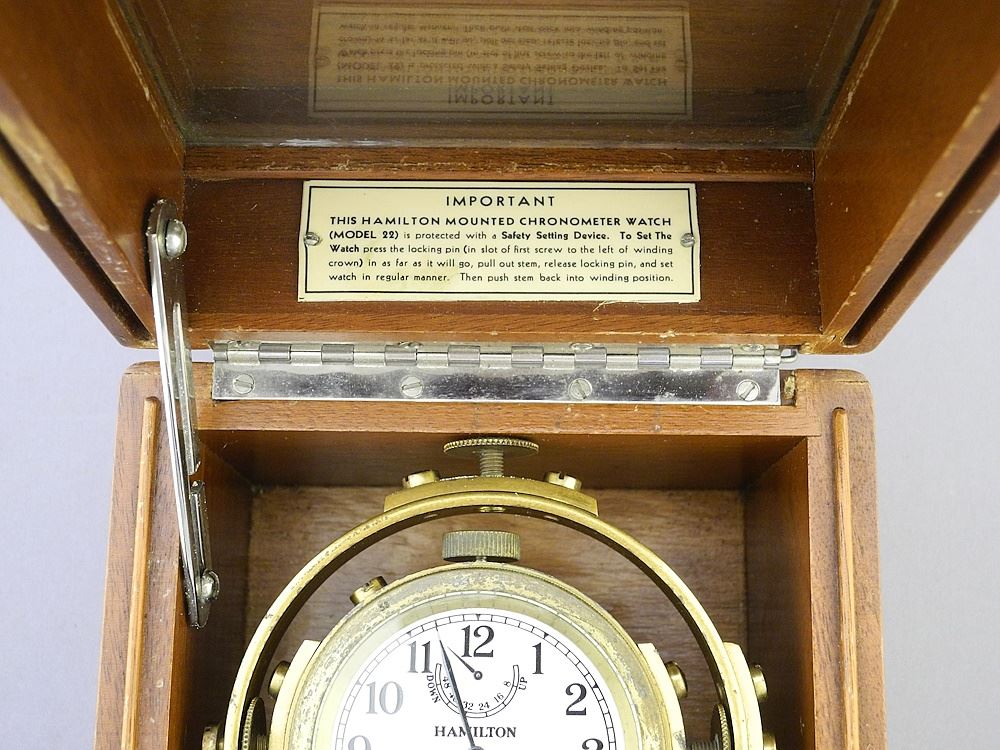 IMPORTANT
THIS HAMILTON MOUNTED CHRONOMETER WATCH
(MODEL 22) is protected with a Safety Setting Device. To Set The
Watch press the locking pin (in slot of first screw to the left of winding
crown) in as far as it will go, pull out stem, release locking pin, and set
watch in regular manner. Then push stem back into winding position.
12
11 1
10 2
DOWN 48 32 24 16 8 UP
HAMILTON
9 3